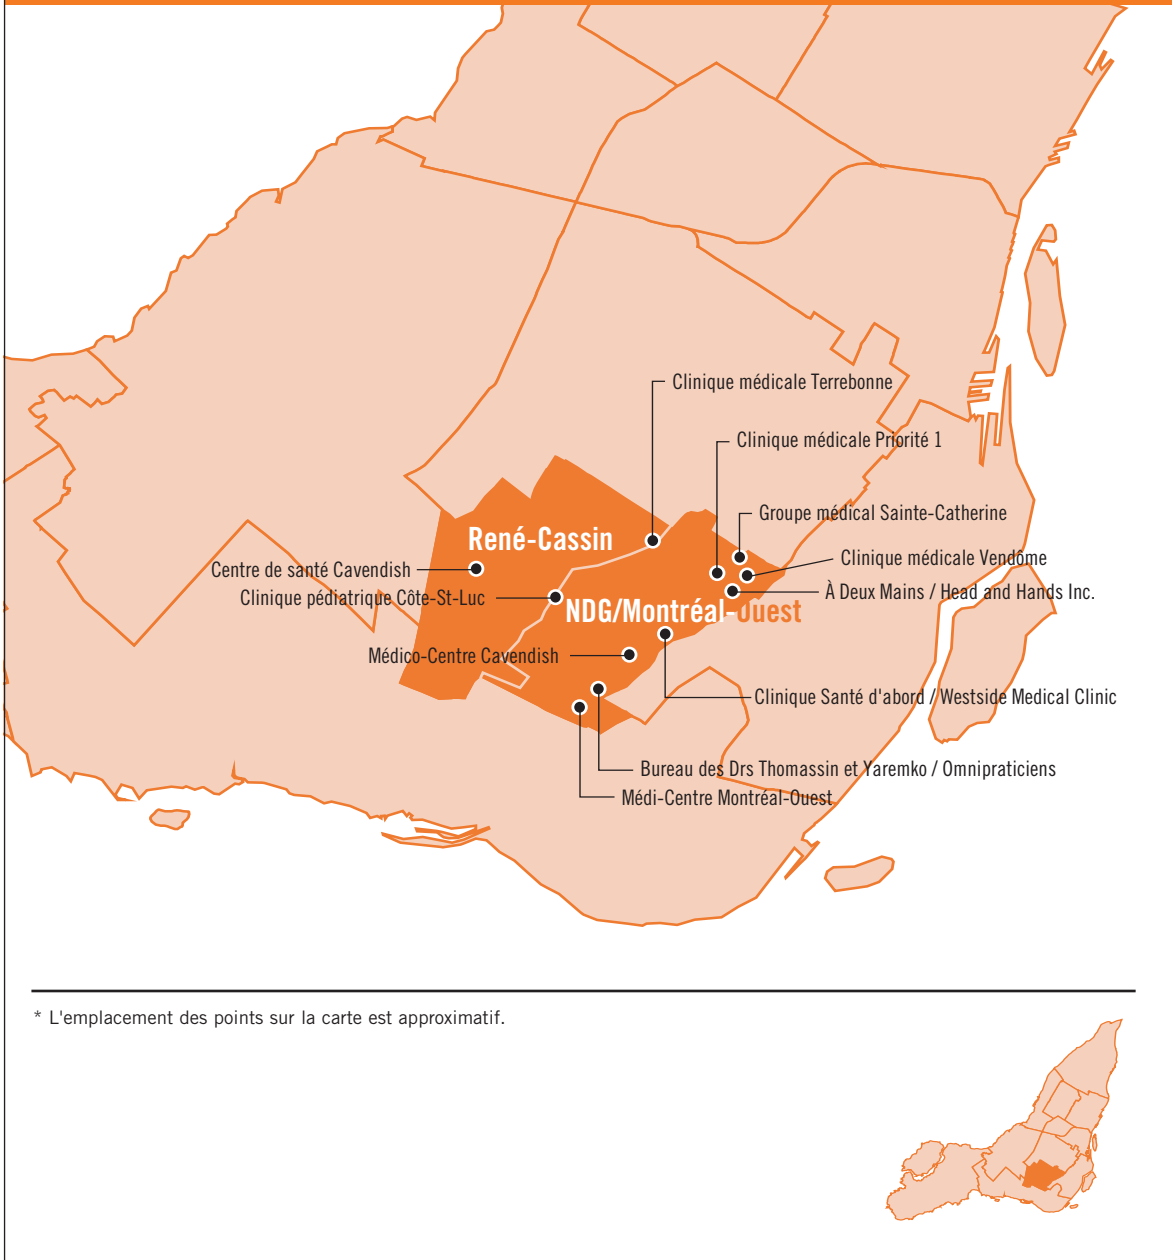 Clinique médicale Terrebonne
Clinique médicale Priorité 1
Groupe médical Sainte-Catherine
René-Cassin
Clinique médicale Vendôme
Centre de santé Cavendish
À Deux Mains / Head and Hands Inc.
Clinique pédiatrique Côte-St-Luc
NDG/Montréal-Ouest
Médico-Centre Cavendish
Clinique Santé d'abord / Westside Medical Clinic
Bureau des Drs Thomassin et Yaremko / Omnipraticiens
Médi-Centre Montréal-Ouest
* L'emplacement des points sur la carte est approximatif.